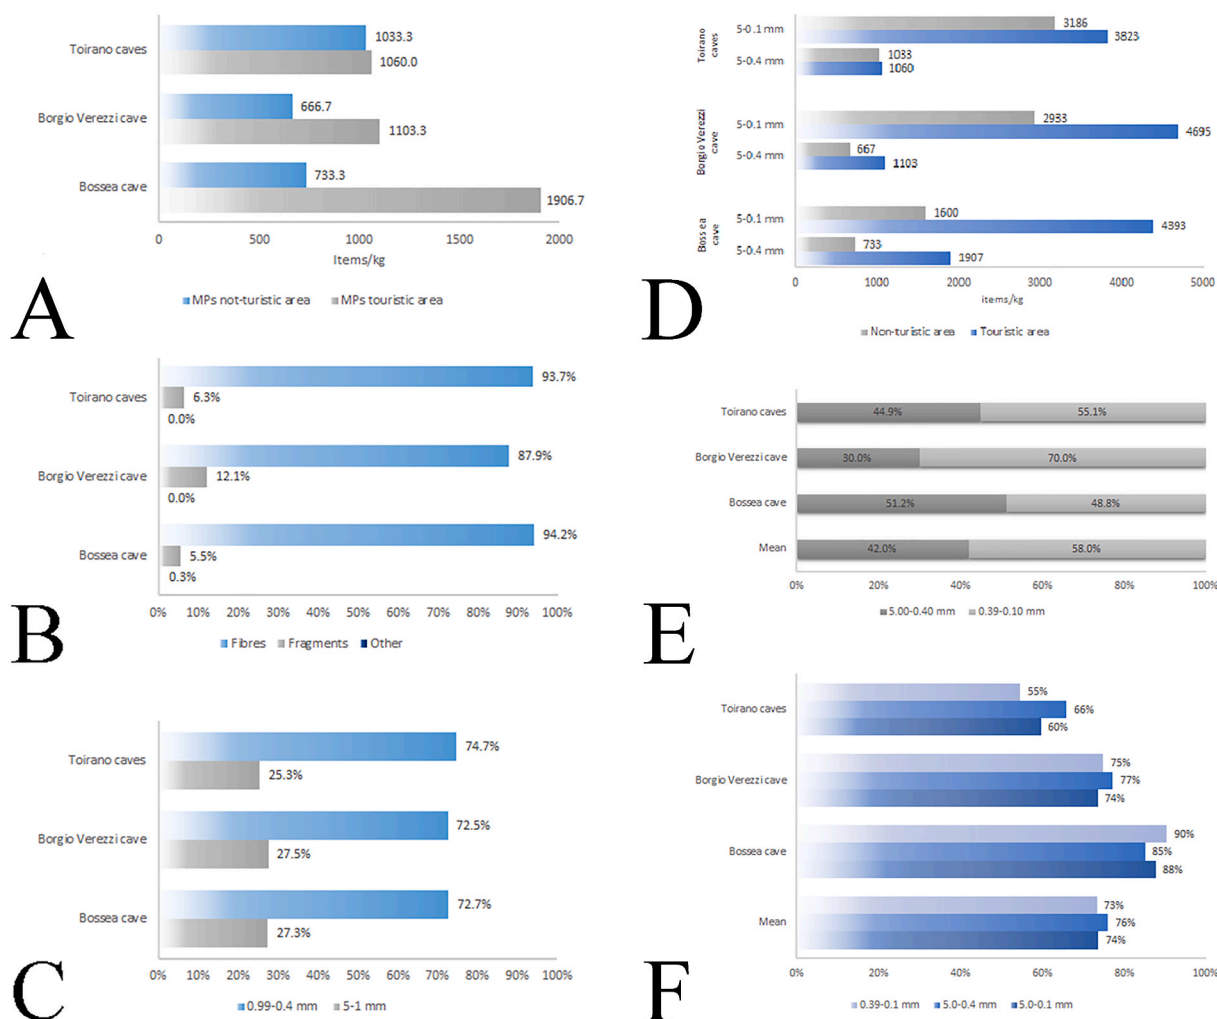 Toirano caves
1033.3
1060.0
Borgio Verezzi cave
666.7
1103.3
Bossea cave
733.3
1906.7
0 500 1000 1500 2000
Items/kg
MPs not-turistic area MPs touristic area
A
Toirano caves
93.7%
6.3%
0.0%
Borgio Verezzi cave
87.9%
12.1%
0.0%
Bossea cave
94.2%
5.5%
0.3%
0% 10% 20% 30% 40% 50% 60% 70% 80% 90% 100%
Fibres Fragments Other
B
Toirano caves
74.7%
25.3%
Borgio Verezzi cave
72.5%
27.5%
Bossea cave
72.7%
27.3%
0% 10% 20% 30% 40% 50% 60% 70% 80% 90% 100%
0.99-0.4 mm 5-1 mm
C
Toirano
caves
5-0.1 mm
3186
3823
5-0.4 mm
1033
1060
Borgio Verezzi
cave
5-0.1 mm
2933
4695
5-0.4 mm
667
1103
Bossea
cave
5-0.1 mm
1600
4393
5-0.4 mm
733
1907
0 1000 2000 3000 4000 5000
items/kg
Non-turistic area Touristic area
D
Toirano caves
44.9% 55.1%
Borgio Verezzi cave
30.0% 70.0%
Bossea cave
51.2% 48.8%
Mean
42.0% 58.0%
0% 20% 40% 60% 80% 100%
5.00-0.40 mm 0.39-0.10 mm
E
Toirano caves
55%
66%
60%
Borgio Verezzi cave
75%
77%
74%
Bossea cave
90%
85%
88%
Mean
73%
76%
74%
0% 20% 40% 60% 80% 100%
0.39-0.1 mm 5.0-0.4 mm 5.0-0.1 mm
F